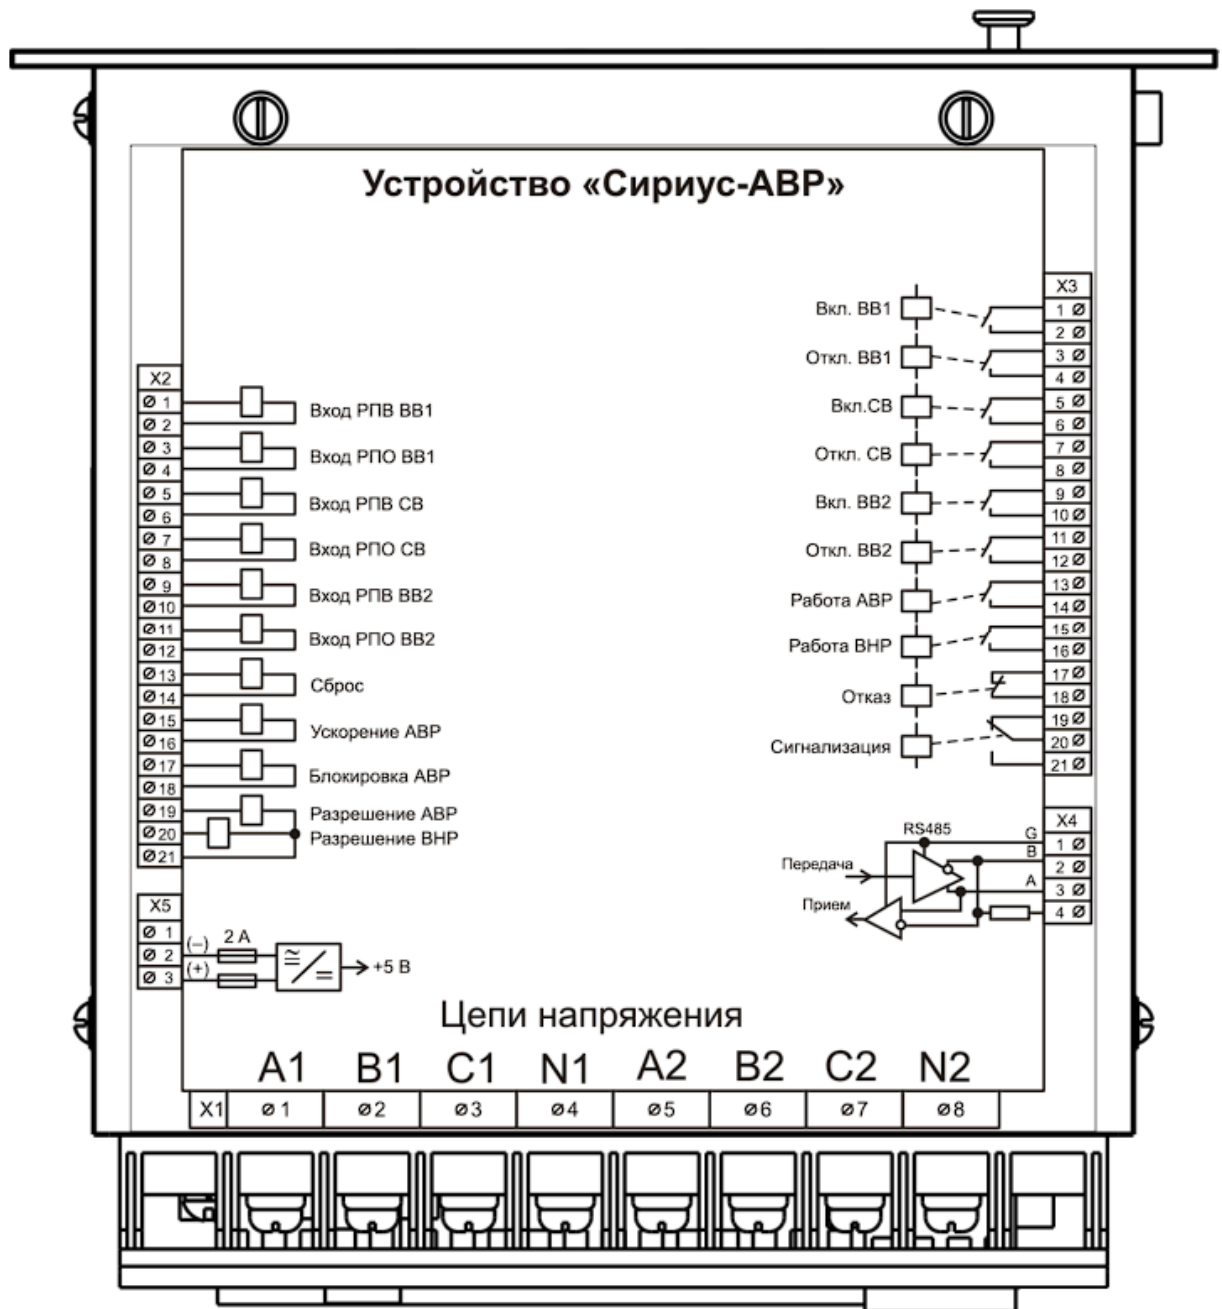 Устройство «Сириус-АВР»
X2
Ø 1
Ø 2
Вход РПВ ВВ1
Ø 3
Ø 4
Вход РПО ВВ1
Ø 5
Ø 6
Вход РПВ СВ
Ø 7
Ø 8
Вход РПО СВ
Ø 9
Ø 10
Вход РПВ ВВ2
Ø 11
Ø 12
Вход РПО ВВ2
Ø 13
Ø 14
Сброс
Ø 15
Ø 16
Ускорение АВР
Ø 17
Ø 18
Блокировка АВР
Ø 19
Разрешение АВР
Ø 20
Разрешение ВНР
Ø 21
X5
Ø 1
Ø 2
(–)
2 А
Ø 3
(+)
≅
=
+5 В
X3
Вкл. ВВ1
1 Ø
2 Ø
Откл. ВВ1
3 Ø
4 Ø
Вкл.СВ
5 Ø
6 Ø
Откл. СВ
7 Ø
8 Ø
Вкл. ВВ2
9 Ø
10 Ø
Откл. ВВ2
11 Ø
12 Ø
Работа АВР
13 Ø
14 Ø
Работа ВНР
15 Ø
16 Ø
Отказ
17 Ø
18 Ø
Сигнализация
19 Ø
20 Ø
21 Ø
X4
RS485
G
1 Ø
B
2 Ø
Передача
A
3 Ø
Прием
4 Ø
Цепи напряжения
A1 B1 C1 N1 A2 B2 C2 N2
X1 Ø 1 Ø 2 Ø 3 Ø 4 Ø 5 Ø 6 Ø 7 Ø 8